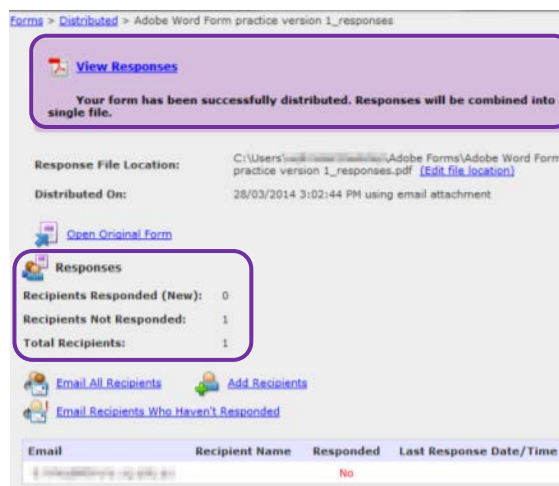 Forms > Distributed > Adobe Word Form practice version 1_responses
View Responses
Your form has been successfully distributed. Responses will be combined into
single file.
Response File Location: C:\Users\ \Adobe Forms\Adobe Word Form
practice version 1_responses.pdf (Edit file location)
Distributed On: 28/03/2014 3:02:44 PM using email attachment
Open Original Form
Responses
Recipients Responded (New): 0
Recipients Not Responded: 1
Total Recipients: 1
Email All Recipients Add Recipients
Email Recipients Who Haven't Responded
Email Recipient Name Responded Last Response Date/Time
No